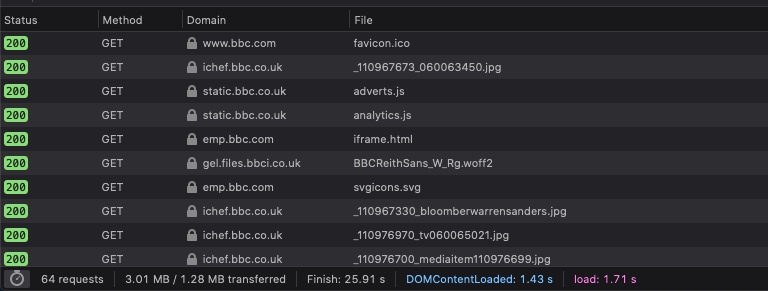 Status Method Domain File
200 GET www.bbc.com favicon.ico
200 GET ichef.bbc.co.uk _110967673_060063450.jpg
200 GET static.bbc.co.uk adverts.js
200 GET static.bbc.co.uk analytics.js
200 GET emp.bbc.com iframe.html
200 GET gel.files.bbci.co.uk BBCReithSans_W_Rg.woff2
200 GET emp.bbc.com svgicons.svg
200 GET ichef.bbc.co.uk _110967330_bloomberwarrensanders.jpg
200 GET ichef.bbc.co.uk _110976970_tv060065021.jpg
200 GET ichef.bbc.co.uk _110976700_mediaitem110976699.jpg
64 requests 3.01 MB / 1.28 MB transferred Finish: 25.91 s DOMContentLoaded: 1.43 s load: 1.71 s